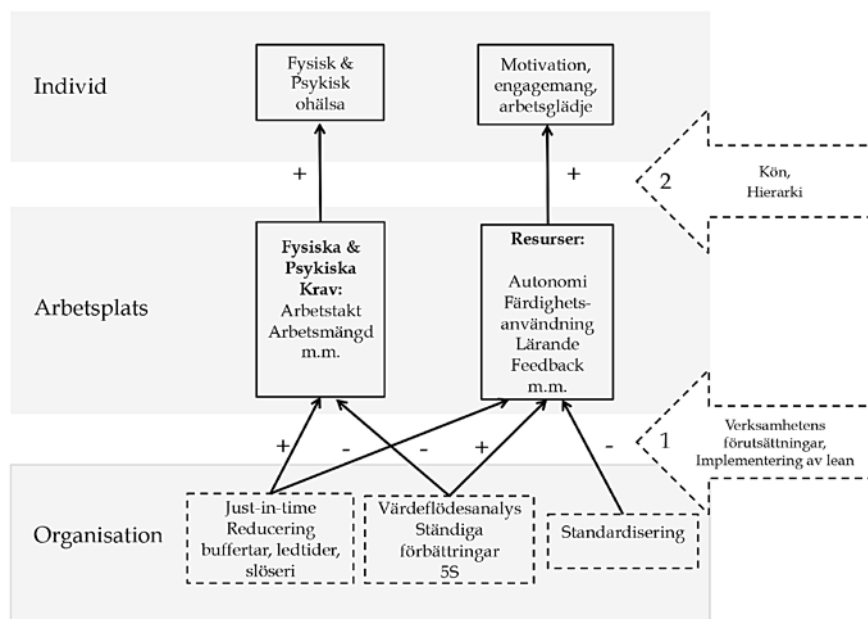 Individ
Fysisk &
Psykisk
ohälsa
Motivation,
engagemang,
arbetsglädje
+
+
2
Kön,
Hierarki
Arbetsplats
Fysiska &
Psykiska
Krav:
Arbetstakt
Arbetsmängd
m.m.
Resurser:
Autonomi
Färdighets-
användning
Lärande
Feedback
m.m.
+
-
-
+
-
1
Verksamhetens
förutsättningar,
Implementering av lean
Organisation
Just-in-time
Reducering
buffertar, ledtider,
slöseri
Värdeflödesanalys
Ständiga
förbättringar
5S
Standardisering